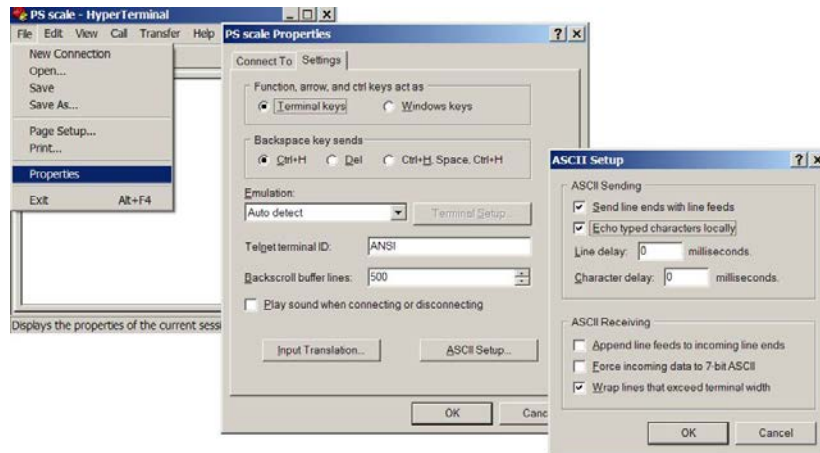 PS scale - HyperTerminal
File Edit View Call Transfer Help
New Connection
Open...
Save
Save As...
Page Setup...
Print...
Properties
Exit Alt+F4
Displays the properties of the current sessi
PS scale Properties
Connect To Settings
Function, arrow, and ctrl keys act as
Terminal keys Windows keys
Backspace key sends
Ctrl+H Del Ctrl+H, Space, Ctrl+H
Emulation:
Auto detect Terminal Setup...
Telnet terminal ID: ANSI
Backscroll buffer lines: 500
Play sound when connecting or disconnecting
Input Translation... ASCII Setup...
OK Canc
ASCII Setup
ASCII Sending
Send line ends with line feeds
Echo typed characters locally
Line delay: 0 milliseconds.
Character delay: 0 milliseconds.
ASCII Receiving
Append line feeds to incoming line ends
Force incoming data to 7-bit ASCII
Wrap lines that exceed terminal width
OK Cancel